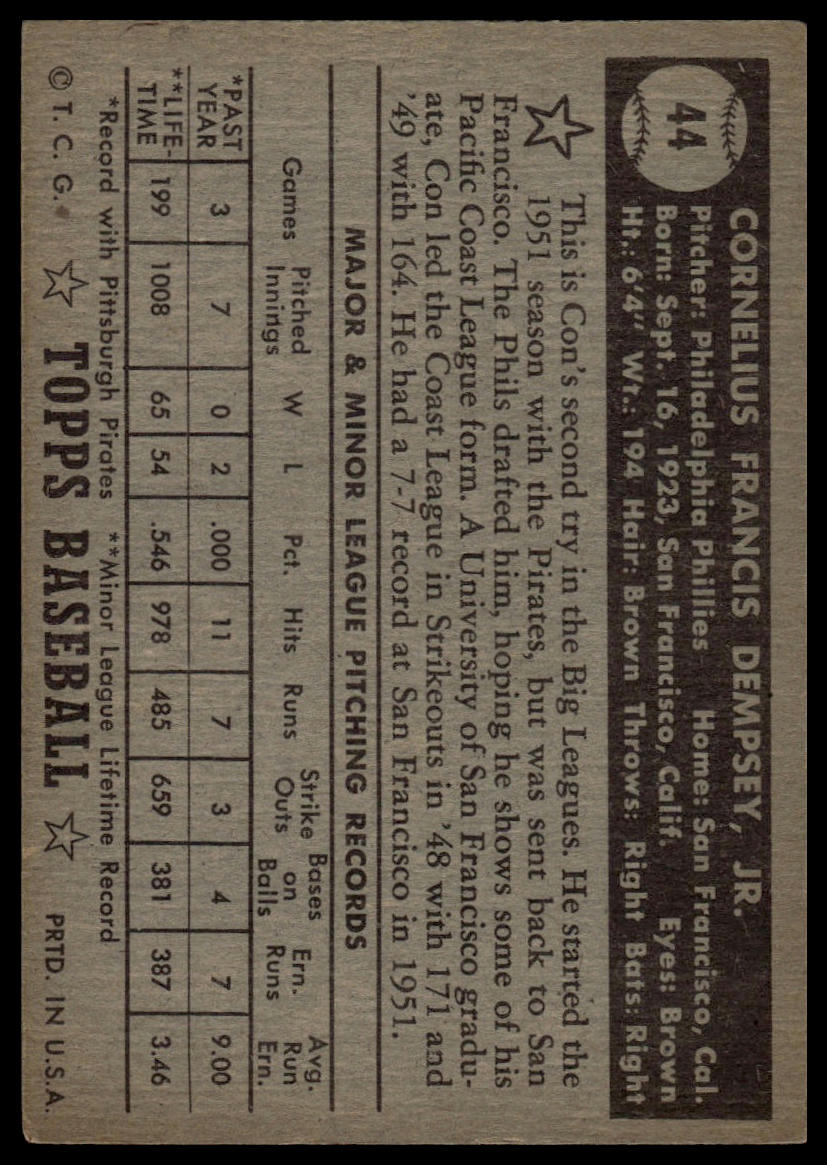 44
CORNELIUS FRANCIS DEMPSEY, JR.
Pitcher: Philadelphia Phillies Home: San Francisco, Cal.
Born: Sept. 16, 1923, San Francisco, Calif. Eyes: Brown
Ht.: 6'4" Wt.: 194 Hair: Brown Throws: Right Bats: Right
This is Con's second try in the Big Leagues. He started the
1951 season with the Pirates, but was sent back to San
Francisco. The Phils drafted him, hoping he shows some of his
Pacific Coast League form. A University of San Francisco gradu-
ate, Con led the Coast League in Strikeouts in '48 with 171 and
'49 with 164. He had a 7-7 record at San Francisco in 1951.
MAJOR & MINOR LEAGUE PITCHING RECORDS
Games Pitched Innings W L Pct. Hits Runs Strike Outs Bases on Balls Ern. Runs Avg. Run Ern.
*PAST YEAR 3 7 0 2 .000 11 7 3 4 7 9.00
**LIFE-TIME 199 1008 65 54 .546 978 485 659 381 387 3.46
*Record with Pittsburgh Pirates **Minor League Lifetime Record
© T. C. G. TOPPS BASEBALL PRTD. IN U.S.A.